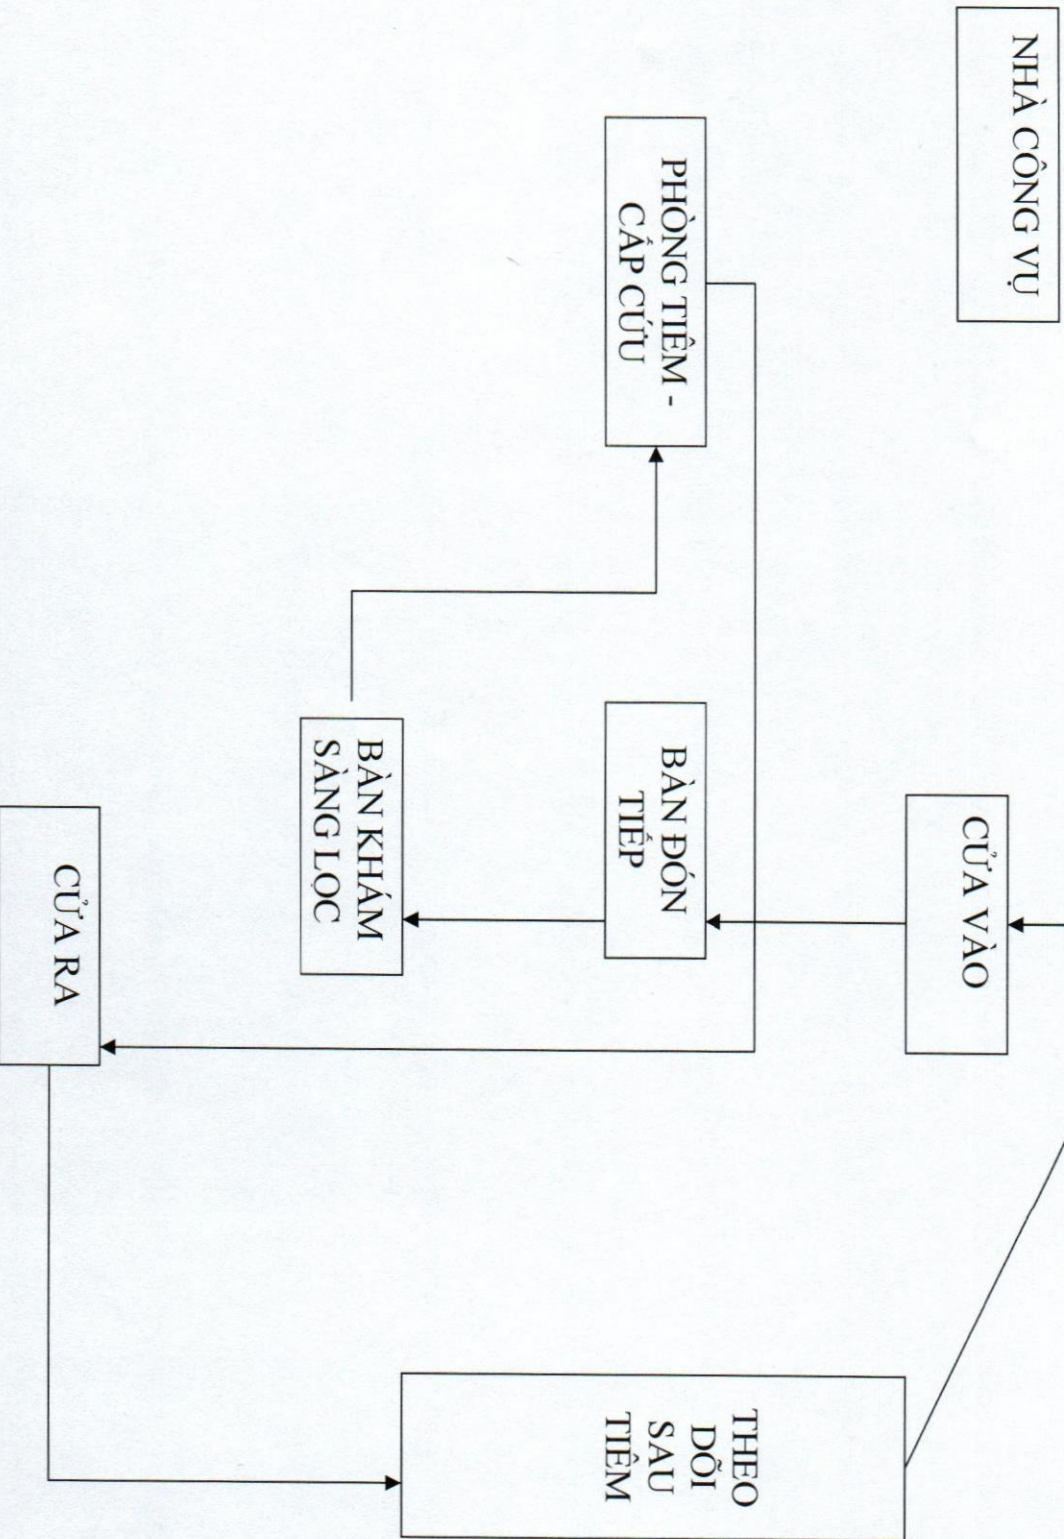 NHÀ CÔNG VỤ
CỬA VÀO
PHÒNG TIÊM -
CẤP CỨU
BÀN ĐÓN
TIẾP
THEO
DÕI
SAU
TIÊM
BÀN KHÁM
SÀNG LỌC
CỬA RA